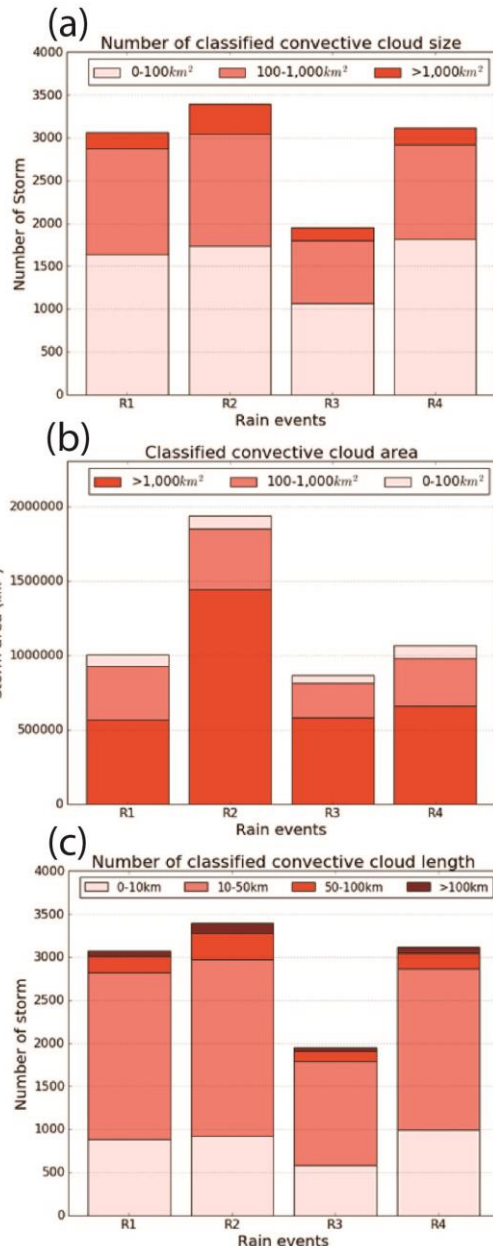 (a)
Number of classified convective cloud size
0-100km² 100-1,000km² >1,000km²
4000
3500
3000
2500
2000
1500
1000
500
0
Number of Storm
R1 R2 R3 R4
Rain events
(b)
Classified convective cloud area
>1,000km² 100-1,000km² 0-100km²
2000000
1500000
1000000
500000
0
R1 R2 R3 R4
Rain events
(c)
Number of classified convective cloud length
0-10km 10-50km 50-100km >100km
4000
3500
3000
2500
2000
1500
1000
500
0
Number of storm
R1 R2 R3 R4
Rain events